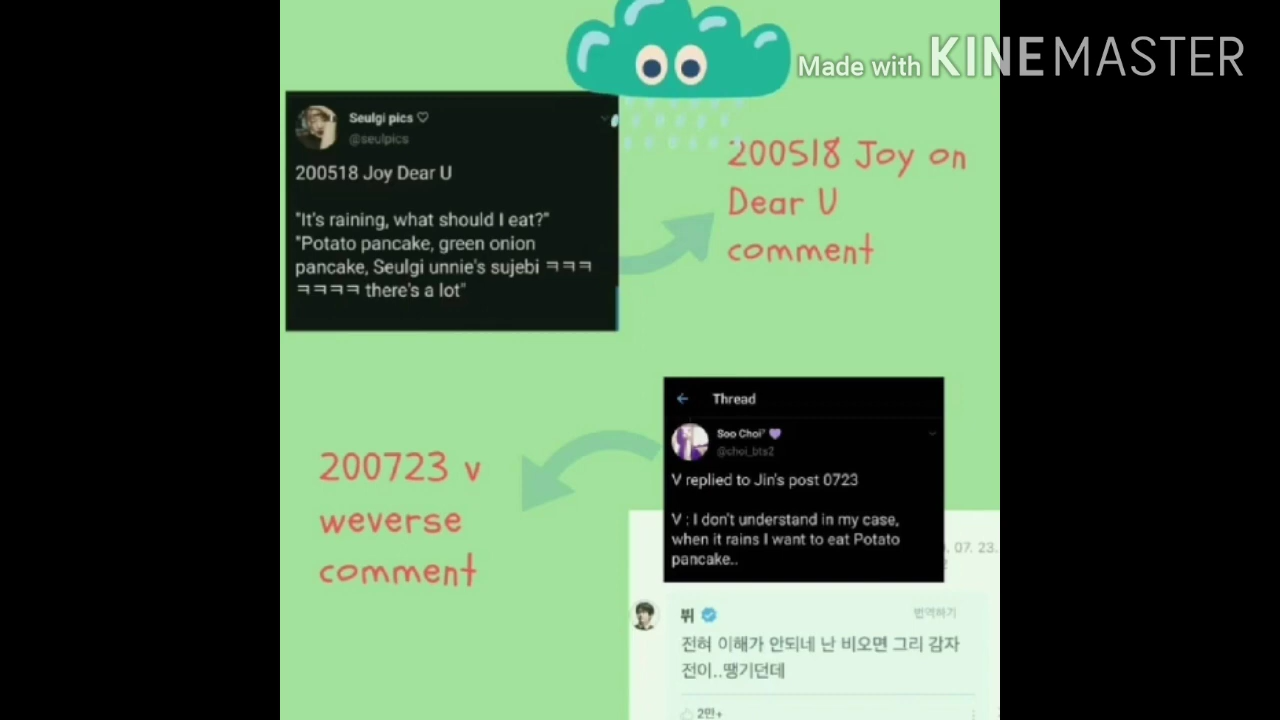 Made with KINEMASTER
Seulgi pics ♡
@seulpics
200518 Joy Dear U
"It's raining, what should I eat?"
"Potato pancake, green onion
pancake, Seulgi unnie's sujebi ㅋㅋㅋ
ㅋㅋㅋㅋ there's a lot"
200518 Joy on
Dear U
comment
Thread
Soo Choi⁷ 💜
@choi_bts2
V replied to Jin's post 0723
V : I don't understand in my case,
when it rains I want to eat Potato
pancake..
200723 v
weverse
comment
. 07. 23.
뷔
번역하기
전혀 이해가 안되네 난 비오면 그리 감자
전이..땡기던데
2만+